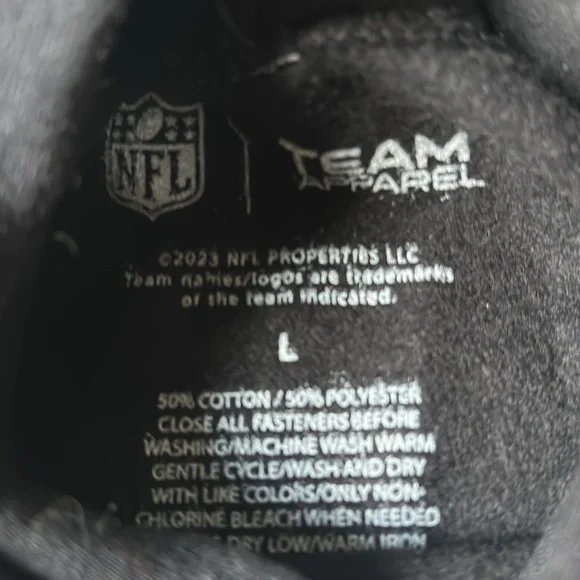 NFL
TEAM
APPAREL
©2023 NFL PROPERTIES LLC
Team names/logos are trademarks
of the team indicated.
L
50% COTTON / 50% POLYESTER
CLOSE ALL FASTENERS BEFORE
WASHING/MACHINE WASH WARM
GENTLE CYCLE/WASH AND DRY
WITH LIKE COLORS/ONLY NON-
CHLORINE BLEACH WHEN NEEDED
DRY LOW/WARM IRON